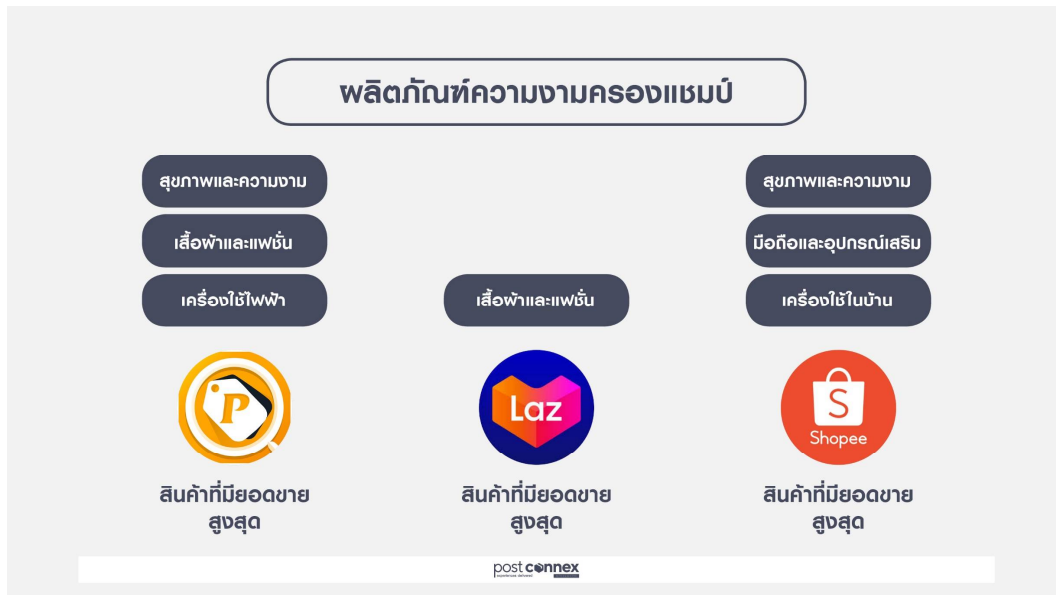 ผลิตภัณฑ์ความงามครองแชมป์
สุขภาพและความงาม
เสื้อผ้าและแฟชั่น
เครื่องใช้ไฟฟ้า
P
สินค้าที่มียอดขาย
สูงสุด
เสื้อผ้าและแฟชั่น
Laz
สินค้าที่มียอดขาย
สูงสุด
สุขภาพและความงาม
มือถือและอุปกรณ์เสริม
เครื่องใช้ในบ้าน
S
Shopee
สินค้าที่มียอดขาย
สูงสุด
post connex
experiences delivered